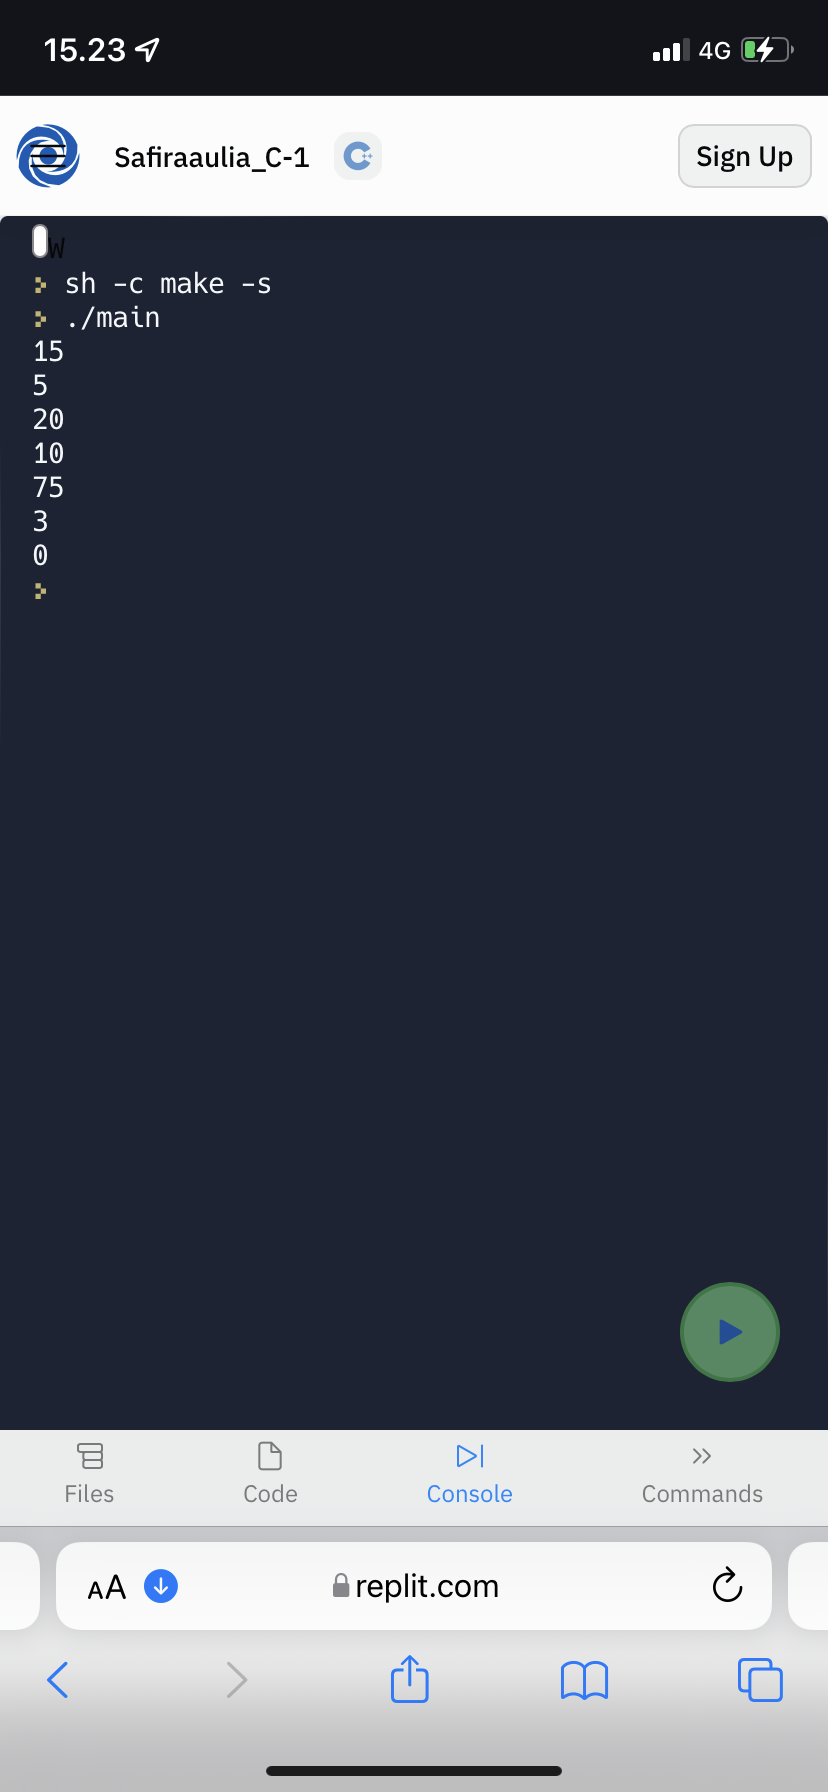 15.23
4G
Safiraaulia_C-1
C++
Sign Up
W
sh -c make -s
./main
15
5
20
10
75
3
0
Files
Code
Console
Commands
AA
replit.com